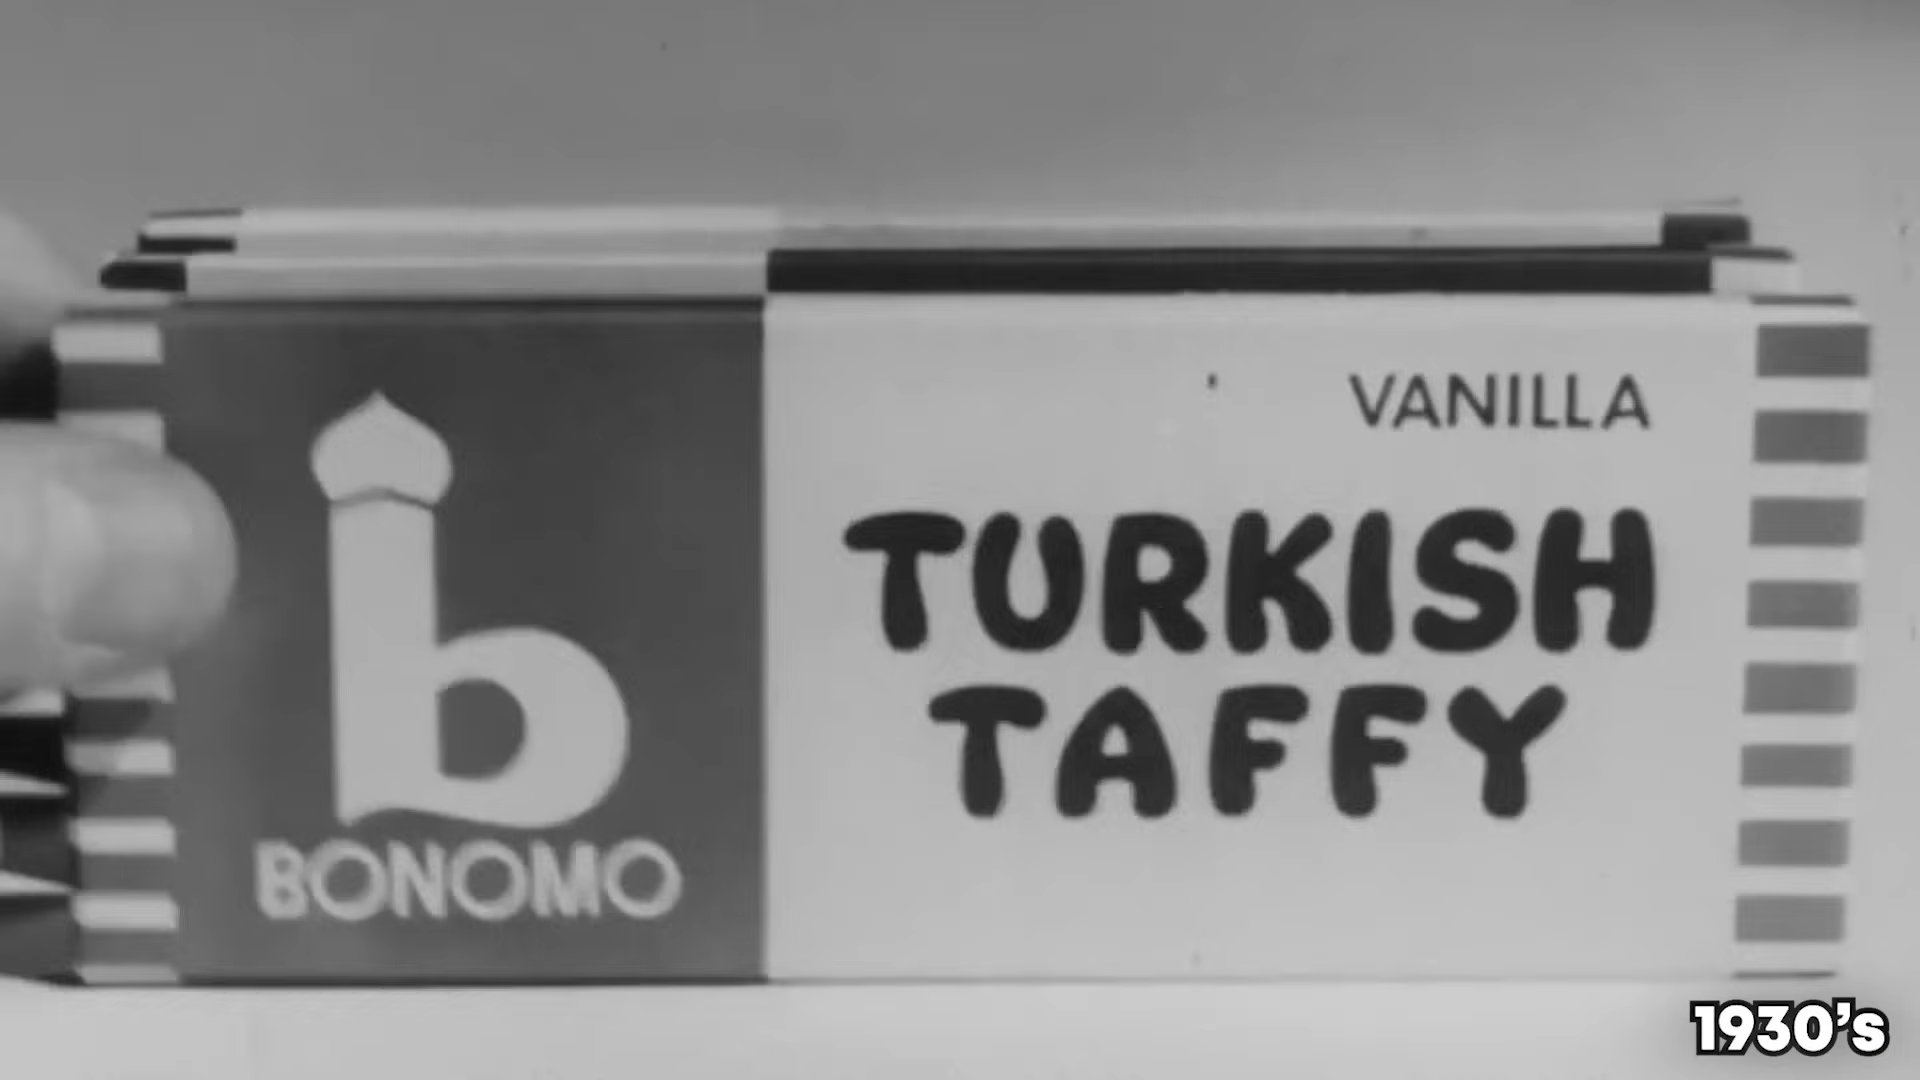 VANILLA
TURKISH
TAFFY
b
BONOMO
1930's